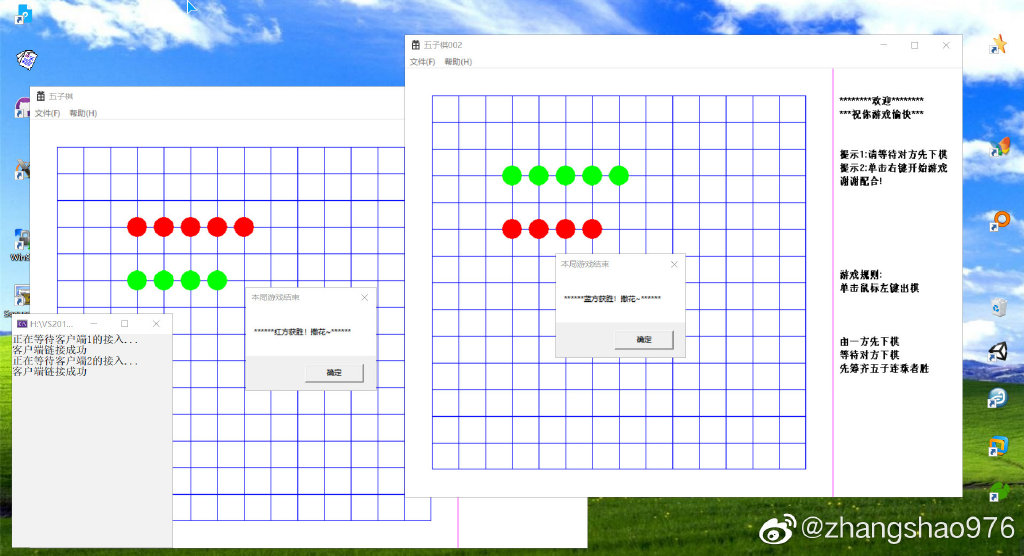 五子棋002
文件(F) 帮助(H)
五子棋
文件(F) 帮助(H)
********欢迎********
***祝你游戏愉快***
提示1:请等待对方先下棋
提示2:单击右键开始游戏
谢谢配合!
游戏规则:
单击鼠标左键出棋
由一方先下棋
等待对方下棋
先筹齐五子连珠者胜
本局游戏结束
******蓝方获胜! 撒花~******
确定
本局游戏结束
******红方获胜! 撒花~******
确定
H:\VS201...
正在等待客户端1的接入...
客户端链接成功
正在等待客户端2的接入...
客户端链接成功
@zhangshao976